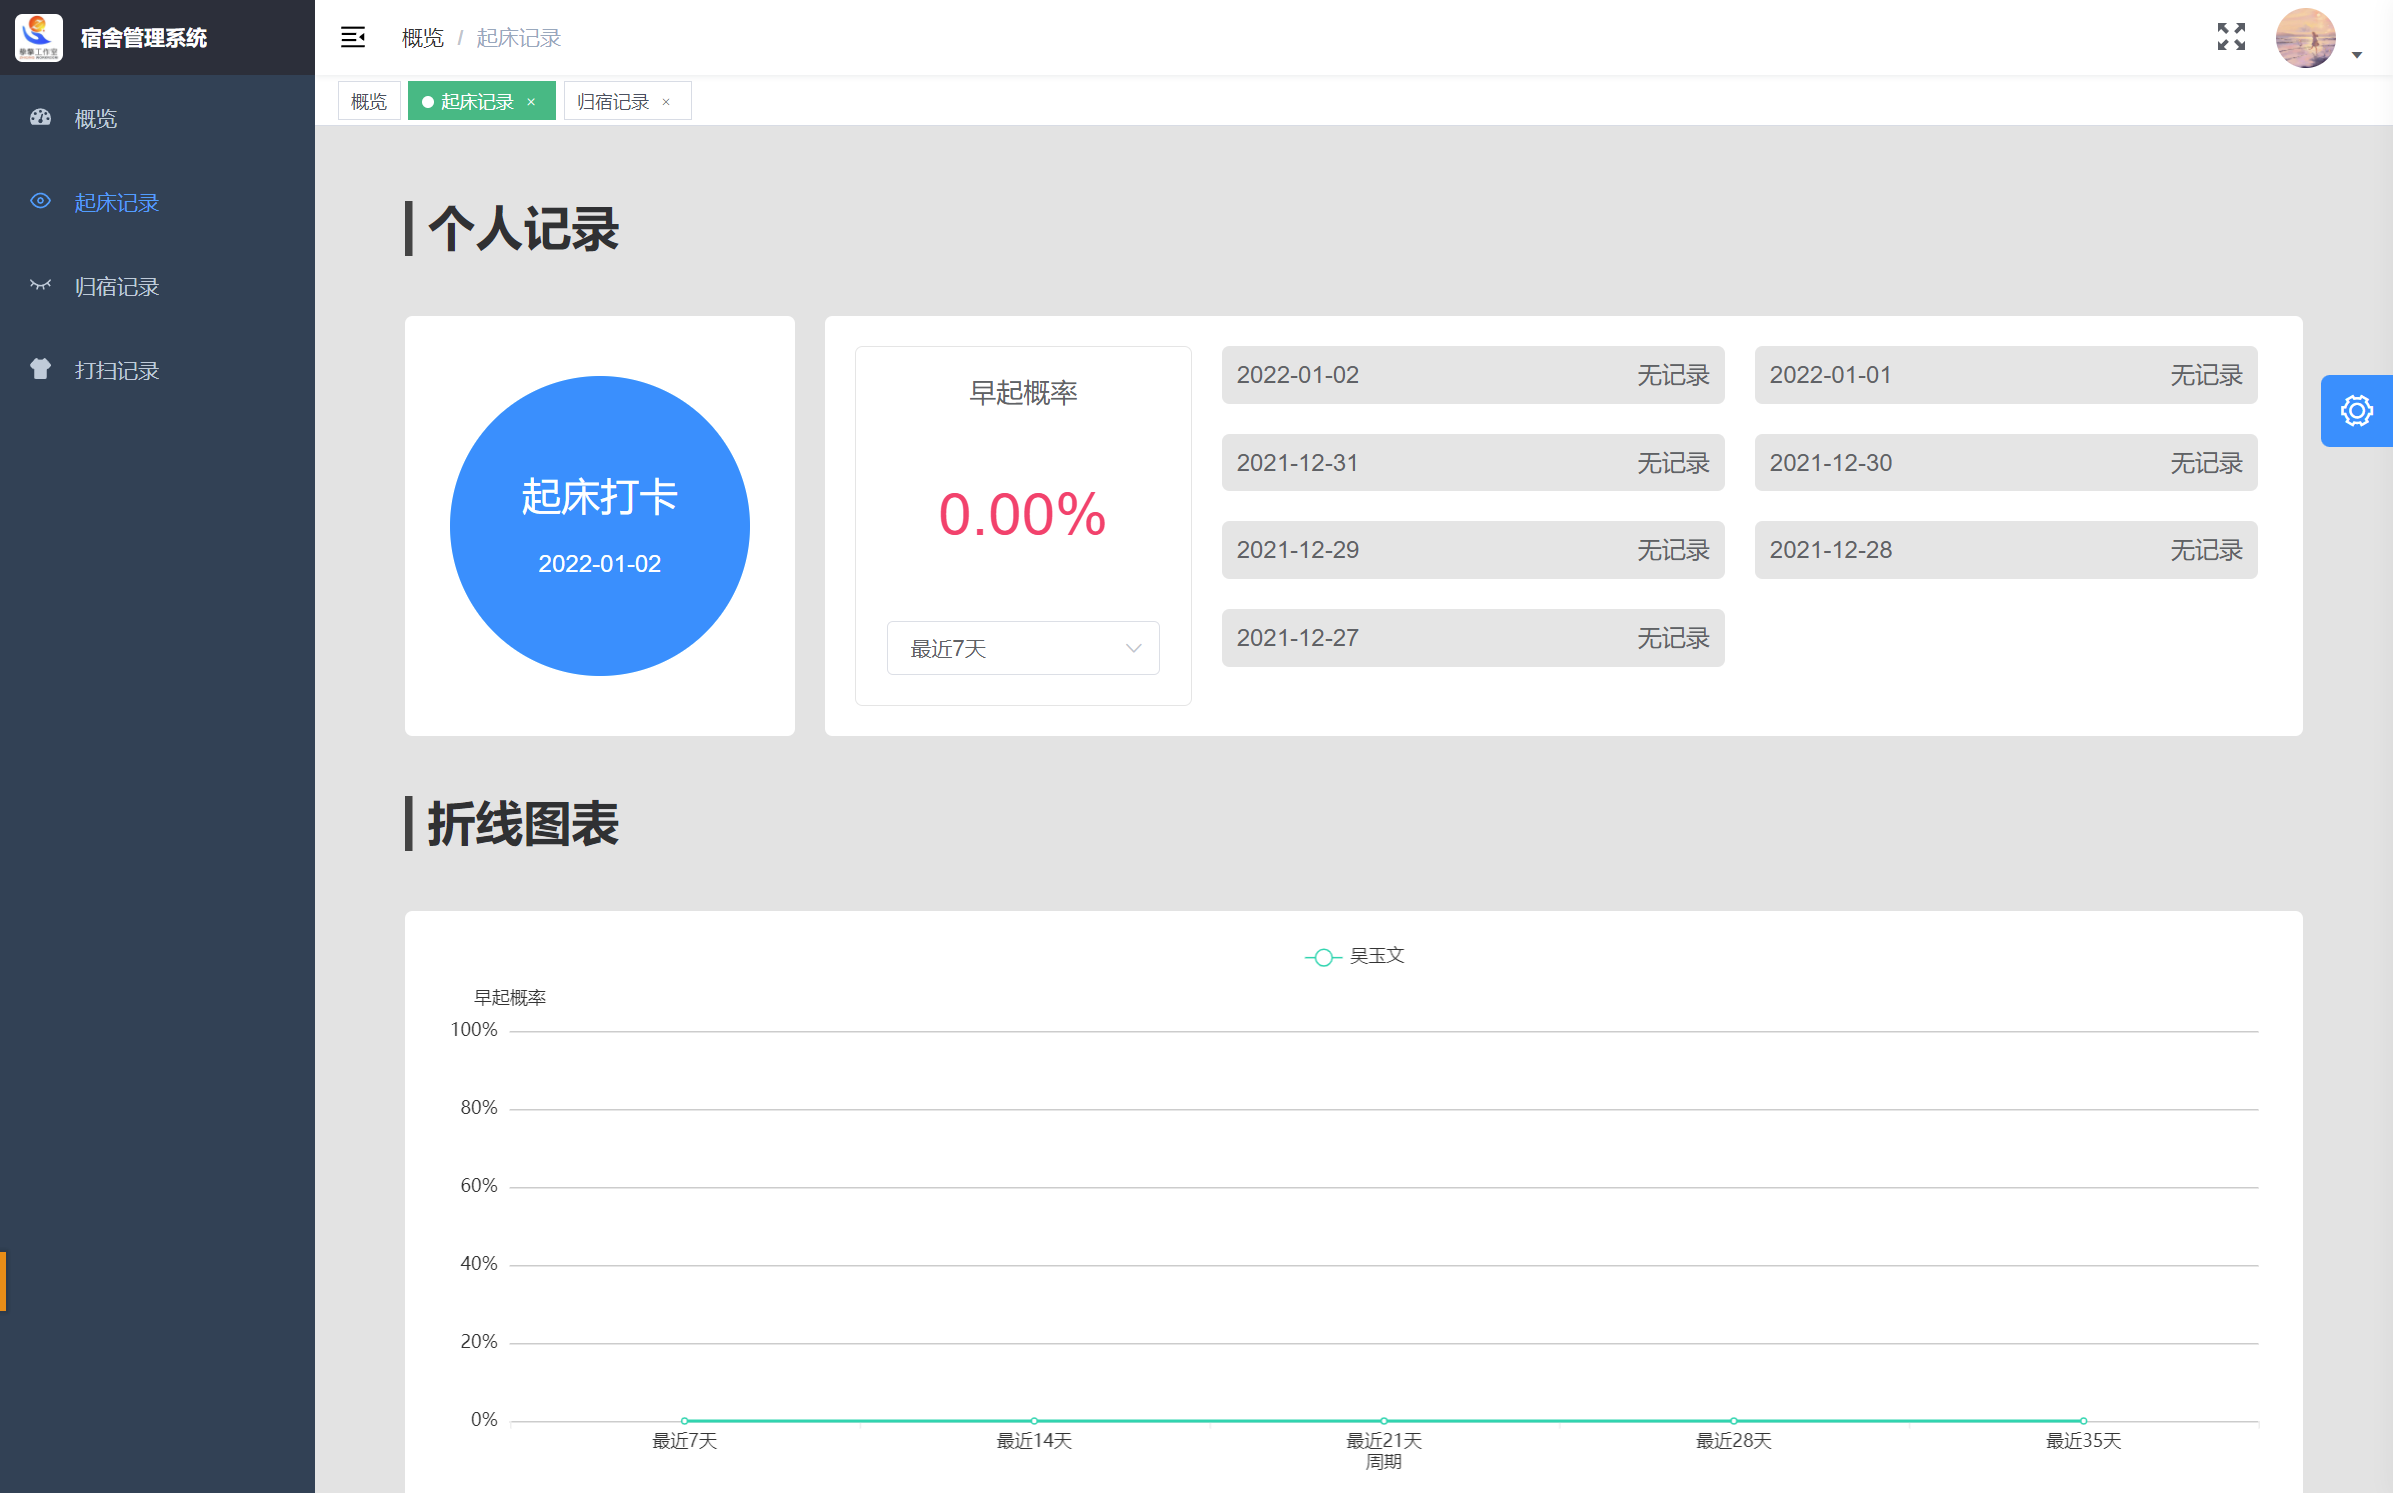 宿舍管理系统
概览 / 起床记录
概览
起床记录 ×
归宿记录 ×
概览
起床记录
归宿记录
打扫记录
个人记录
起床打卡
2022-01-02
早起概率
0.00%
最近7天
2022-01-02 无记录
2022-01-01 无记录
2021-12-31 无记录
2021-12-30 无记录
2021-12-29 无记录
2021-12-28 无记录
2021-12-27 无记录
折线图表
吴玉文
早起概率
100%
80%
60%
40%
20%
0%
最近7天 最近14天 最近21天 最近28天 最近35天
周期